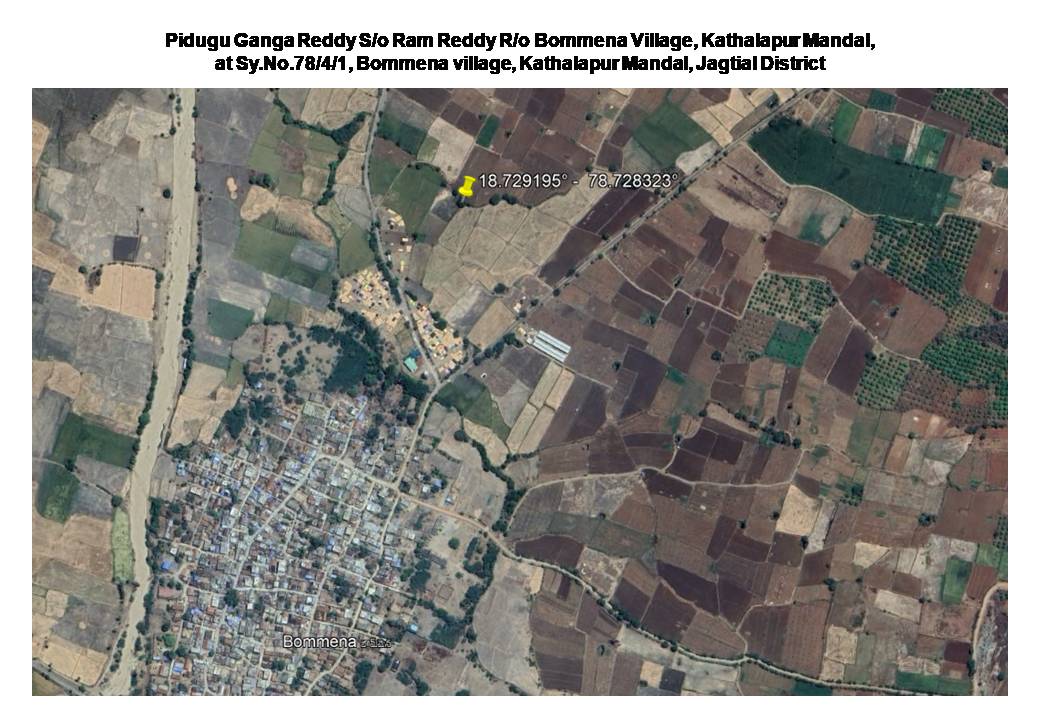 Pidugu Ganga Reddy S/o Ram Reddy R/o Bommena Village, Kathalapur Mandal,
at Sy.No.78/4/1, Bommena village, Kathalapur Mandal, Jagtial District
18.729195° - 78.728323°
Bommena